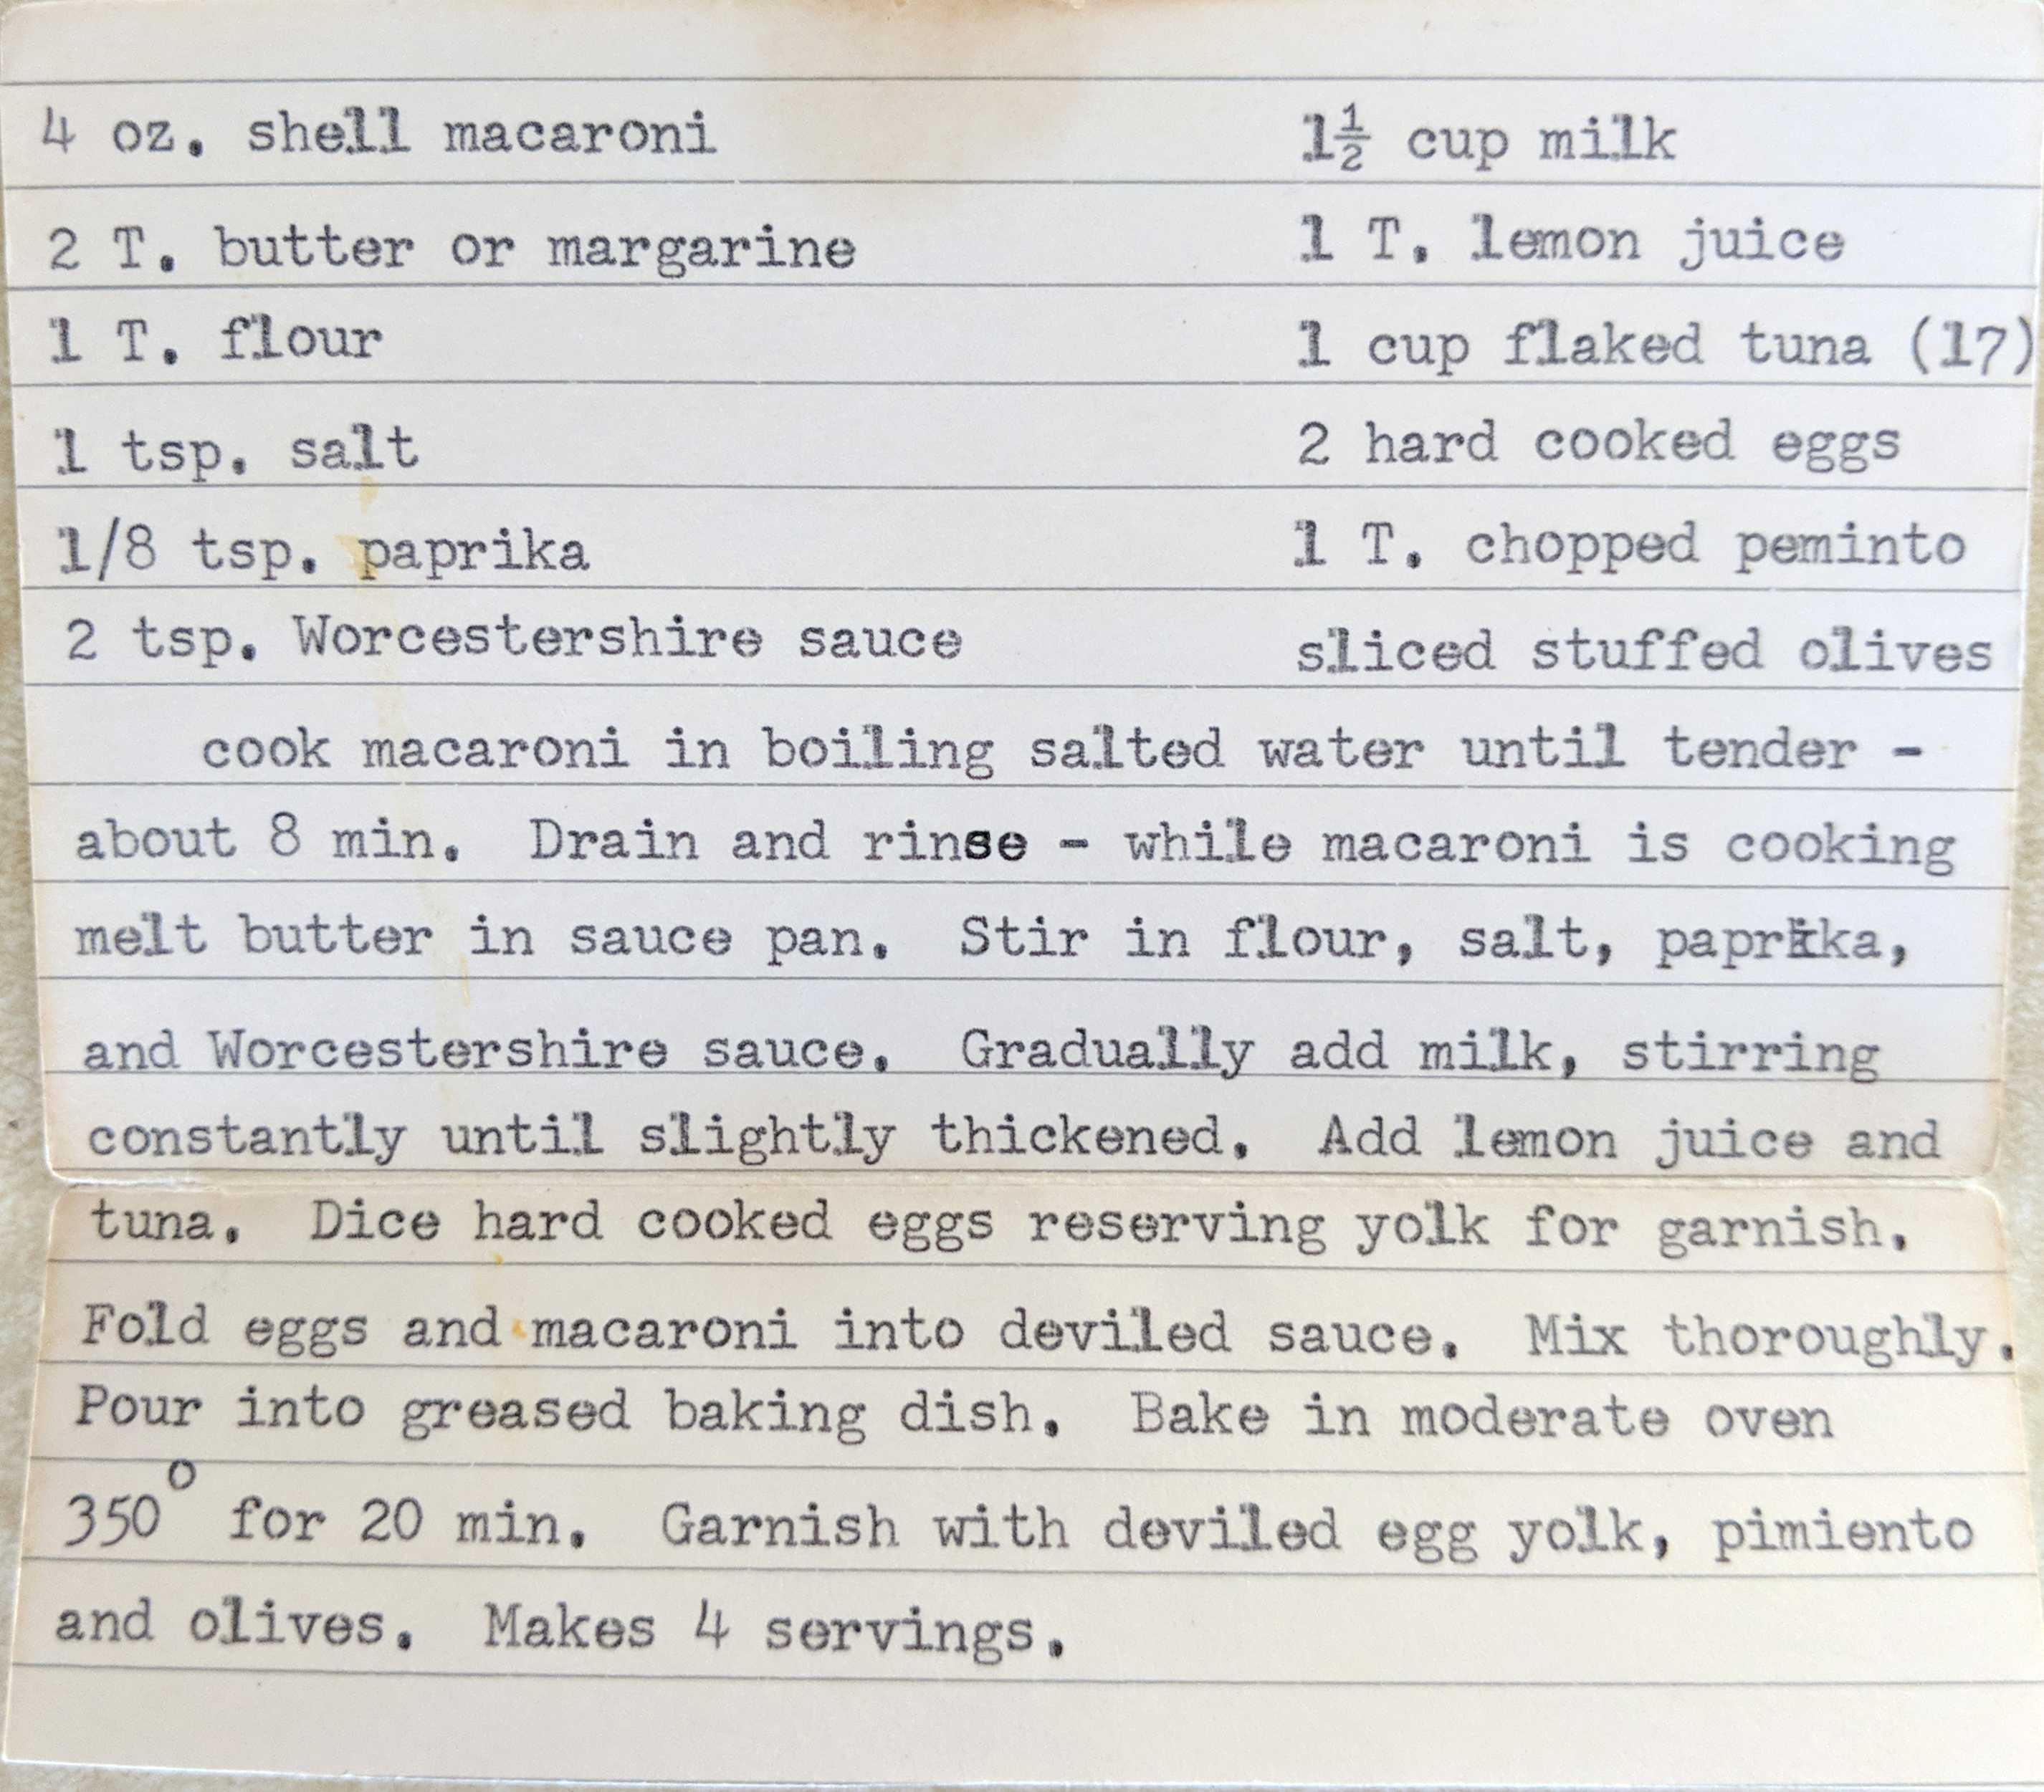 4 oz. shell macaroni 1½ cup milk
2 T. butter or margarine 1 T. lemon juice
1 T. flour 1 cup flaked tuna (17)
1 tsp. salt 2 hard cooked eggs
1/8 tsp. paprika 1 T. chopped peminto
2 tsp. Worcestershire sauce sliced stuffed olives
cook macaroni in boiling salted water until tender -
about 8 min. Drain and rinse - while macaroni is cooking
melt butter in sauce pan. Stir in flour, salt, paprika,
and Worcestershire sauce. Gradually add milk, stirring
constantly until slightly thickened. Add lemon juice and
tuna. Dice hard cooked eggs reserving yolk for garnish.
Fold eggs and macaroni into deviled sauce. Mix thoroughly.
Pour into greased baking dish. Bake in moderate oven
350° for 20 min. Garnish with deviled egg yolk, pimiento
and olives. Makes 4 servings.